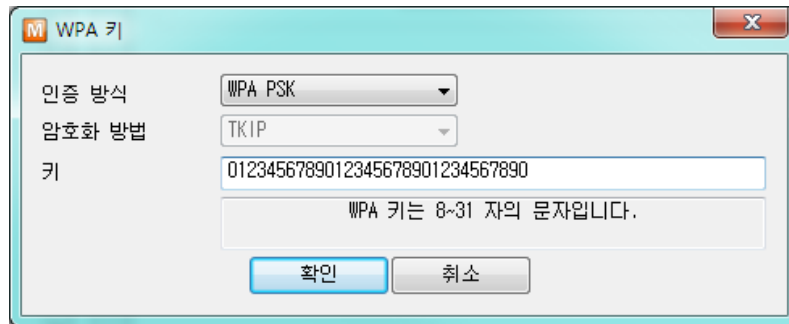 M WPA 키
인증 방식 WPA PSK
암호화 방법 TKIP
키 0123456789012345678901234567890
WPA 키는 8~31 자의 문자입니다.
확인 취소